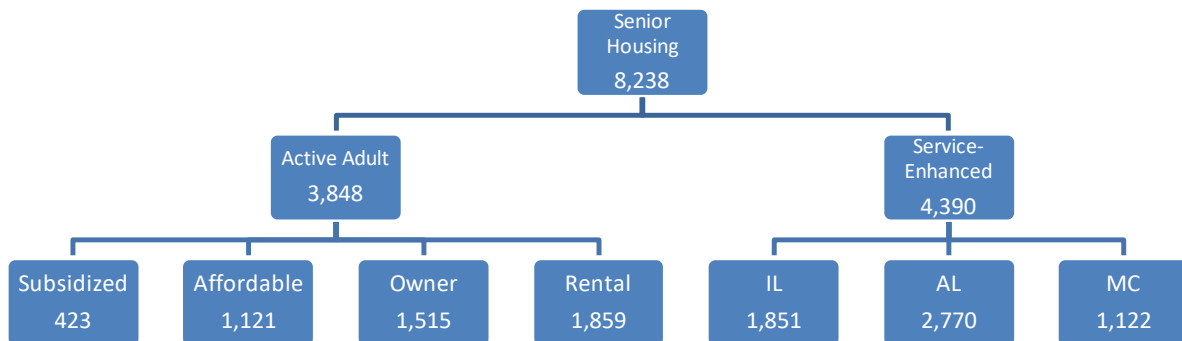 Senior
Housing
8,238
Active Adult
3,848
Service-
Enhanced
4,390
Subsidized
423
Affordable
1,121
Owner
1,515
Rental
1,859
IL
1,851
AL
2,770
MC
1,122